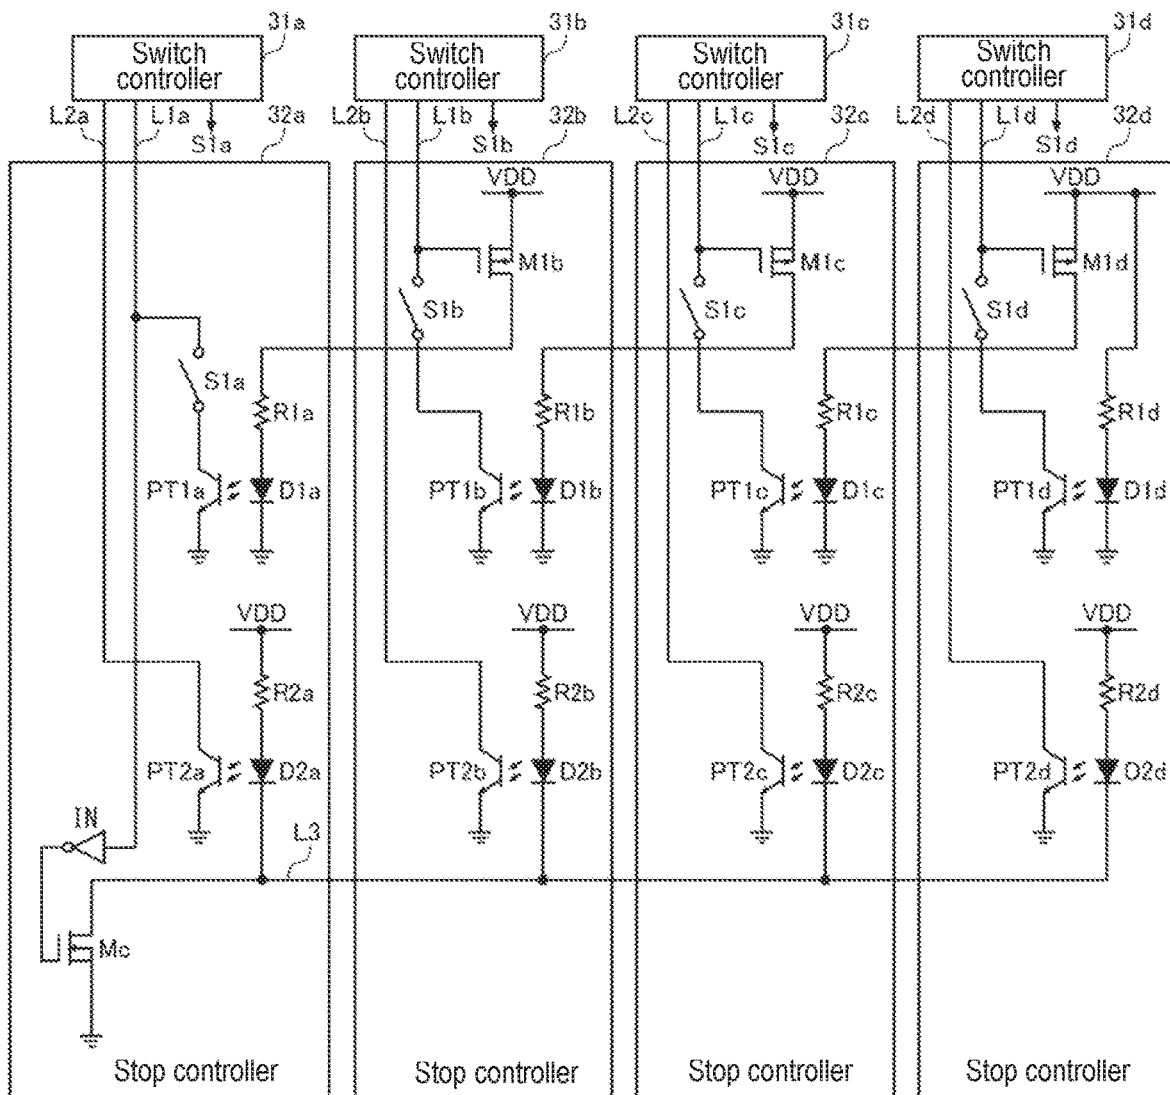 31a 31b 31c 31d
Switch controller Switch controller Switch controller Switch controller
L2a L1a 32a L2b L1b 32b L2c L1c 32c L2d L1d 32d
S1a S1b S1c S1d
VDD VDD VDD
M1b M1c M1d
S1b S1c S1d
S1a
R1a R1b R1c R1d
PT1a D1a PT1b D1b PT1c D1c PT1d D1d
VDD VDD VDD VDD
R2a R2b R2c R2d
PT2a D2a PT2b D2b PT2c D2c PT2d D2d
IN L3
Mc
Stop controller Stop controller Stop controller Stop controller